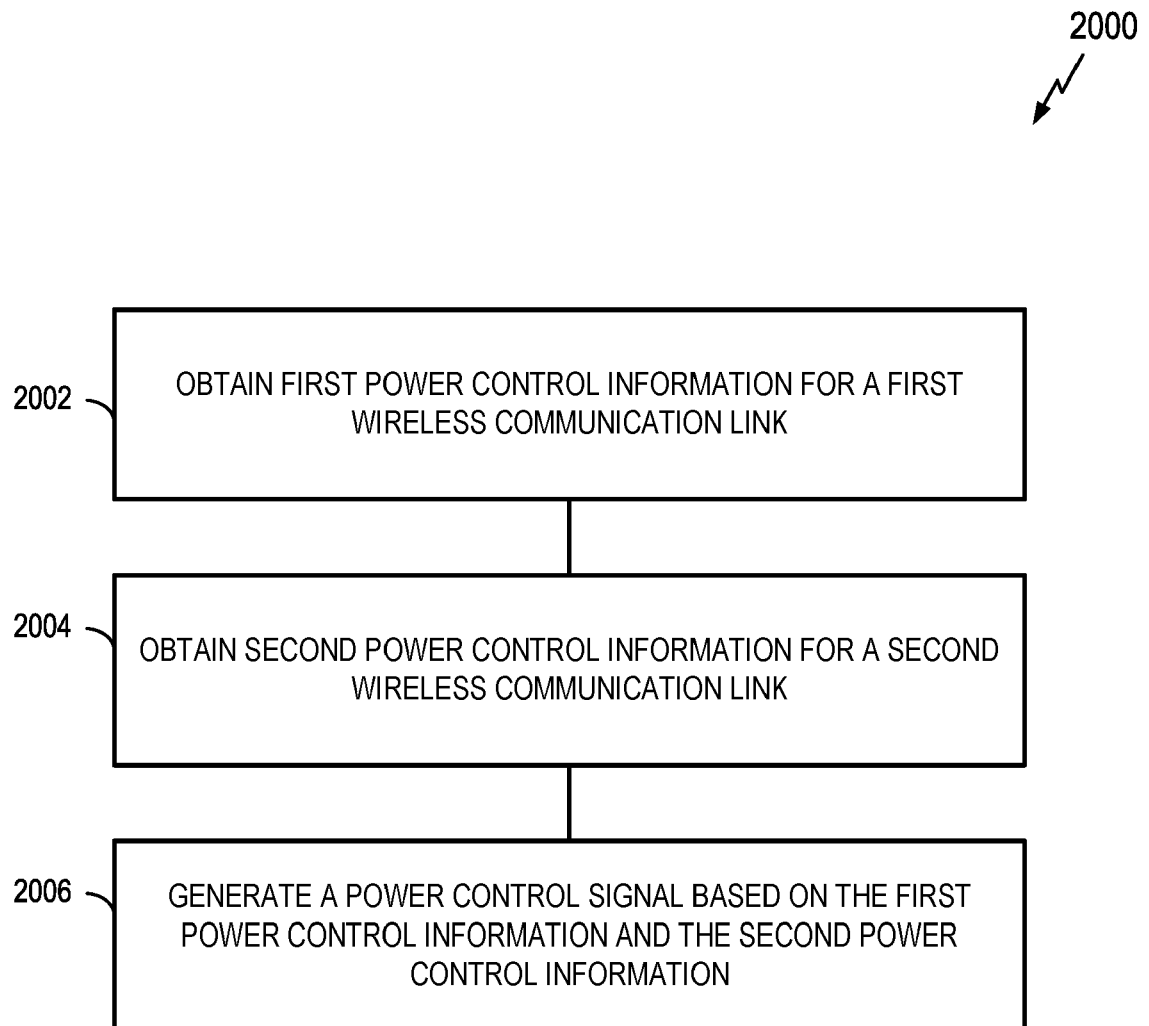 2000
2002
OBTAIN FIRST POWER CONTROL INFORMATION FOR A FIRST
WIRELESS COMMUNICATION LINK
2004
OBTAIN SECOND POWER CONTROL INFORMATION FOR A SECOND
WIRELESS COMMUNICATION LINK
2006
GENERATE A POWER CONTROL SIGNAL BASED ON THE FIRST
POWER CONTROL INFORMATION AND THE SECOND POWER
CONTROL INFORMATION